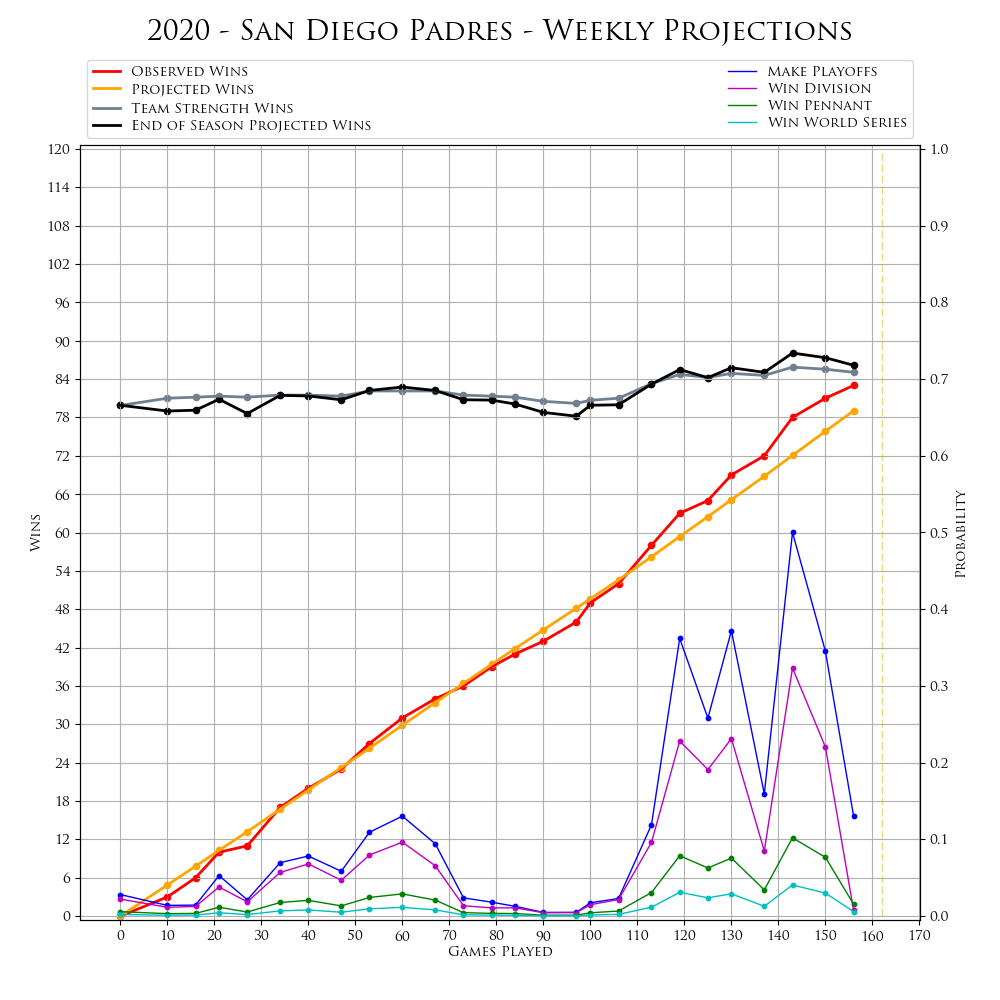 2020 - San Diego Padres - Weekly Projections
Observed Wins
Projected Wins
Team Strength Wins
End of Season Projected Wins
Make Playoffs
Win Division
Win Pennant
Win World Series
120
114
108
102
96
90
84
78
72
66
60
54
48
42
36
30
24
18
12
6
0
Wins
1.0
0.9
0.8
0.7
0.6
0.5
0.4
0.3
0.2
0.1
0.0
Probability
0 10 20 30 40 50 60 70 80 90 100 110 120 130 140 150 160 170
Games Played